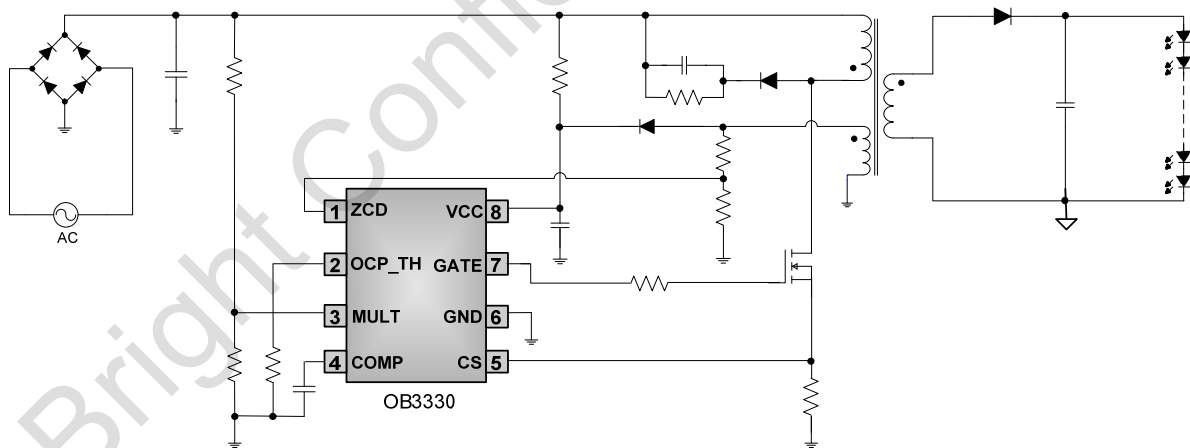 AC
1 ZCD
2 OCP_TH
3 MULT
4 COMP
VCC 8
GATE 7
GND 6
CS 5
OB3330
Bright Confi